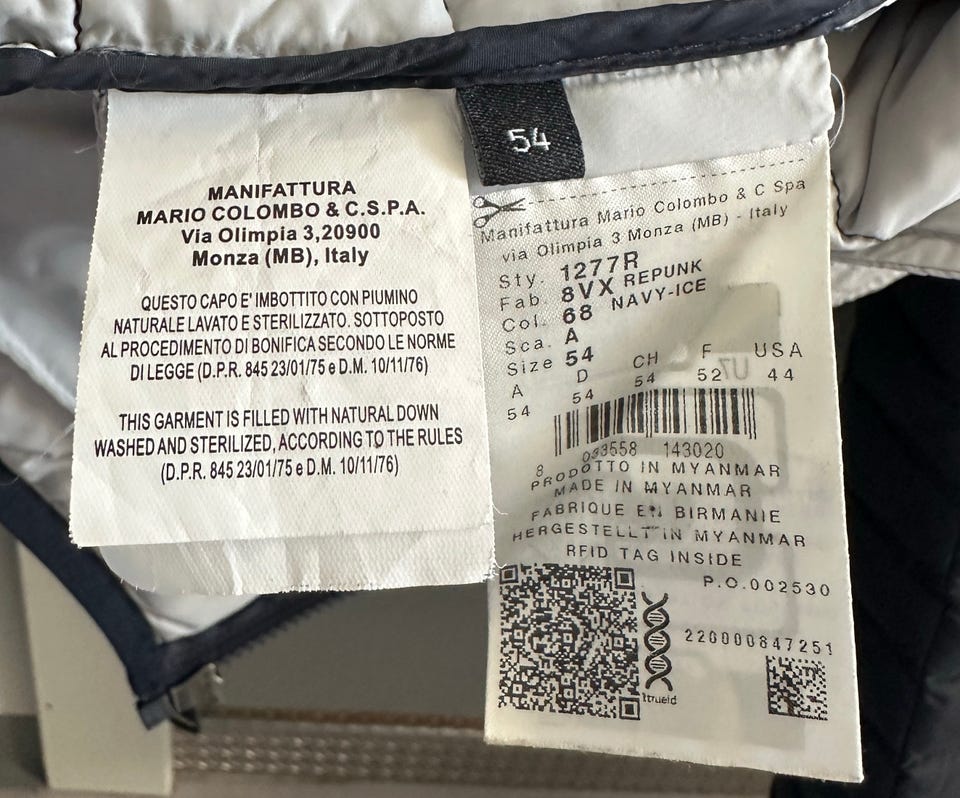 54
MANIFATTURA
MARIO COLOMBO & C.S.P.A.
Via Olimpia 3,20900
Monza (MB), Italy
QUESTO CAPO E' IMBOTTITO CON PIUMINO
NATURALE LAVATO E STERILIZZATO. SOTTOPOSTO
AL PROCEDIMENTO DI BONIFICA SECONDO LE NORME
DI LEGGE (D.P.R. 845 23/01/75 e D.M. 10/11/76)
THIS GARMENT IS FILLED WITH NATURAL DOWN
WASHED AND STERILIZED, ACCORDING TO THE RULES
(D.P.R. 845 23/01/75 e D.M. 10/11/76)
Manifattura Mario Colombo & C Spa
via Olimpia 3 Monza (MB) - Italy
Sty. 1277R
Fab. 8VX REPUNK
Col. 68 NAVY-ICE
Sca. A
Size 54
A D CH F USA
54 54 54 52 44
8 033558 143020
PRODOTTO IN MYANMAR
MADE IN MYANMAR
FABRIQUE EN BIRMANIE
HERGESTELLT IN MYANMAR
RFID TAG INSIDE
P.O.002530
220000847251
1trueid